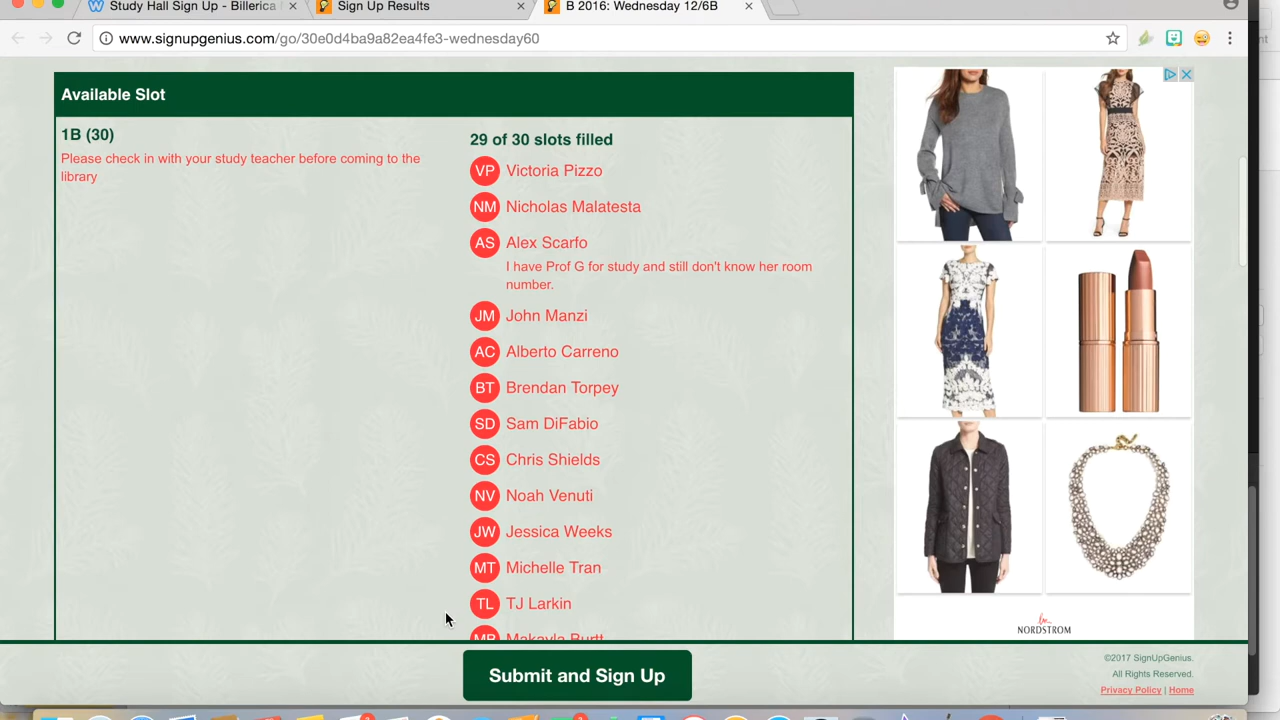 Study Hall Sign Up - Billerica
Sign Up Results
B 2016: Wednesday 12/6B
www.signupgenius.com/go/30e0d4ba9a82ea4fe3-wednesday60
Available Slot
1B (30)
Please check in with your study teacher before coming to the
library
29 of 30 slots filled
VP Victoria Pizzo
NM Nicholas Malatesta
AS Alex Scarfo
I have Prof G for study and still don't know her room
number.
JM John Manzi
AC Alberto Carreno
BT Brendan Torpey
SD Sam DiFabio
CS Chris Shields
NV Noah Venuti
JW Jessica Weeks
MT Michelle Tran
TL TJ Larkin
MB Makayla Burtt
be
NORDSTROM
Submit and Sign Up
©2017 SignUpGenius.
All Rights Reserved.
Privacy Policy | Home